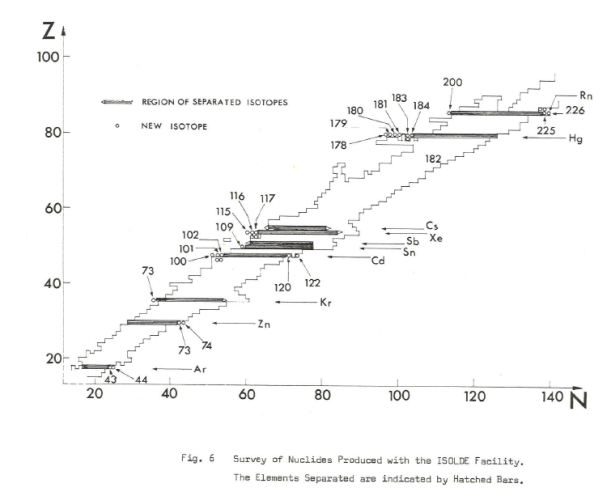 Z
100
80
60
40
20
REGION OF SEPARATED ISOTOPES
NEW ISOTOPE
200
Rn
226
225
183
181
184
180
179
178
Hg
182
117
116
115
109
Cs
Xe
Sb
Sn
102
101
100
Cd
120
122
73
Kr
Zn
73
74
Ar
43
44
20
40
60
80
100
120
140
N
Fig. 6 Survey of Nuclides Produced with the ISOLDE Facility.
The Elements Separated are indicated by Hatched Bars.